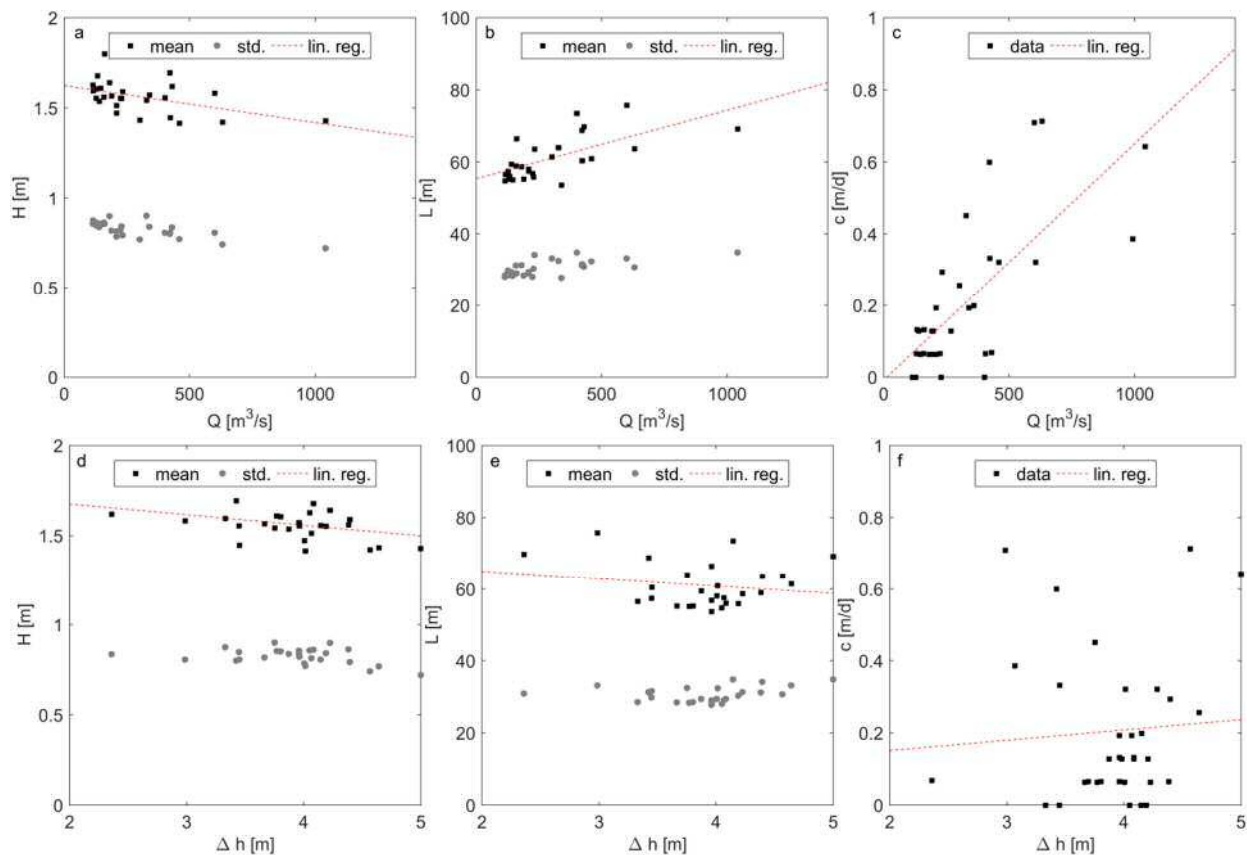 a
mean std. lin. reg.
2
1.5
1
0.5
0
H [m]
0 500 1000
Q [m³/s]
b
mean std. lin. reg.
100
80
60
40
20
0
L [m]
0 500 1000
Q [m³/s]
c
data lin. reg.
1
0.8
0.6
0.4
0.2
0
c [m/d]
0 500 1000
Q [m³/s]
d
mean std. lin. reg.
2
1.5
1
0.5
0
H [m]
2 3 4 5
Δ h [m]
e
mean std. lin. reg.
100
80
60
40
20
0
L [m]
2 3 4 5
Δ h [m]
f
data lin. reg.
1
0.8
0.6
0.4
0.2
0
c [m/d]
2 3 4 5
Δ h [m]